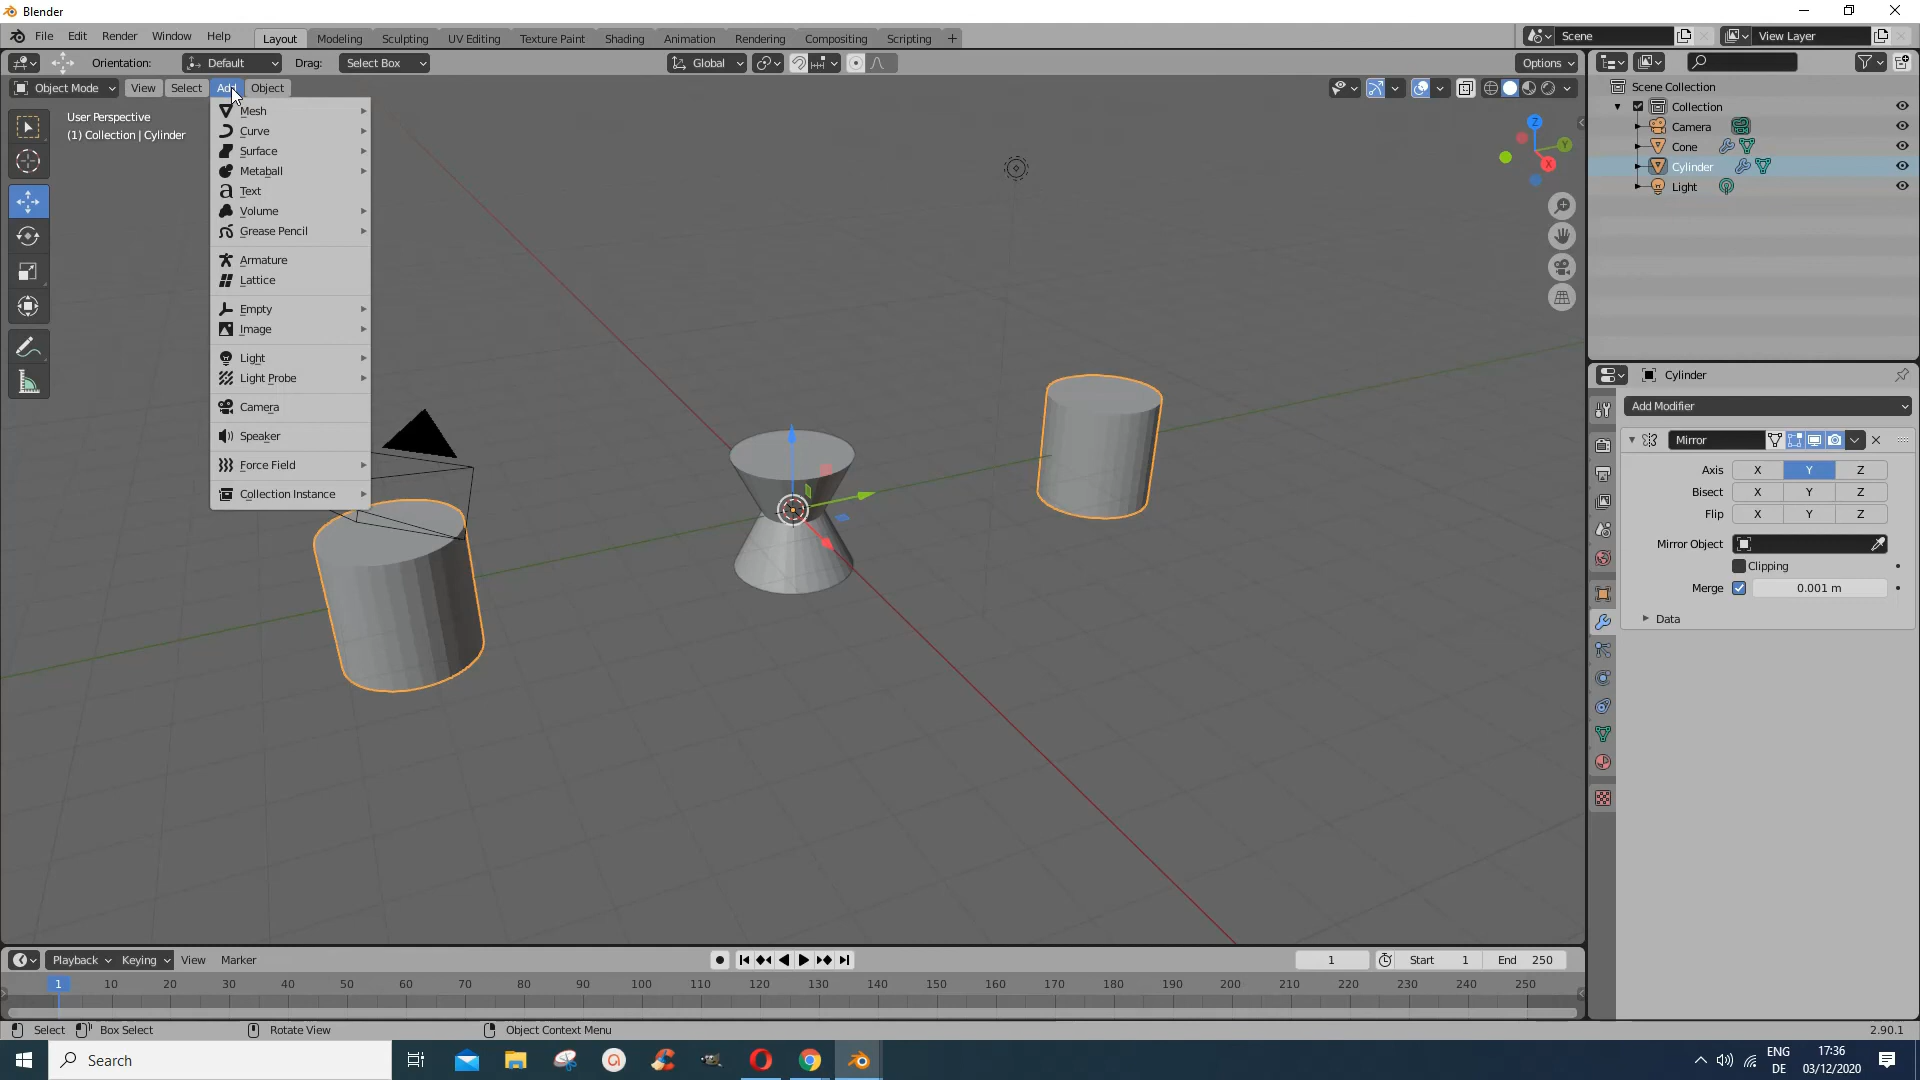 Blender
File Edit Render Window Help Layout Modeling Sculpting UV Editing Texture Paint Shading Animation Rendering Compositing Scripting Scene View Layer
Orientation: Default Drag: Select Box Global Options
Object Mode View Select Add Object
User Perspective
(1) Collection | Cylinder
Mesh
Curve
Surface
Metaball
Text
Volume
Grease Pencil
Armature
Lattice
Empty
Image
Light
Light Probe
Camera
Speaker
Force Field
Collection Instance
Z
Y
X
Scene Collection
Collection
Camera
Cone
Cylinder
Light
Cylinder
Add Modifier
Mirror
Axis X Y Z
Bisect X Y Z
Flip X Y Z
Mirror Object
Clipping
Merge 0.001 m
Data
Playback Keying View Marker 1 Start 1 End 250
1 10 20 30 40 50 60 70 80 90 100 110 120 130 140 150 160 170 180 190 200 210 220 230 240 250
Select Box Select Rotate View Object Context Menu 2.90.1
Search
ENG
DE
17:36
03/12/2020